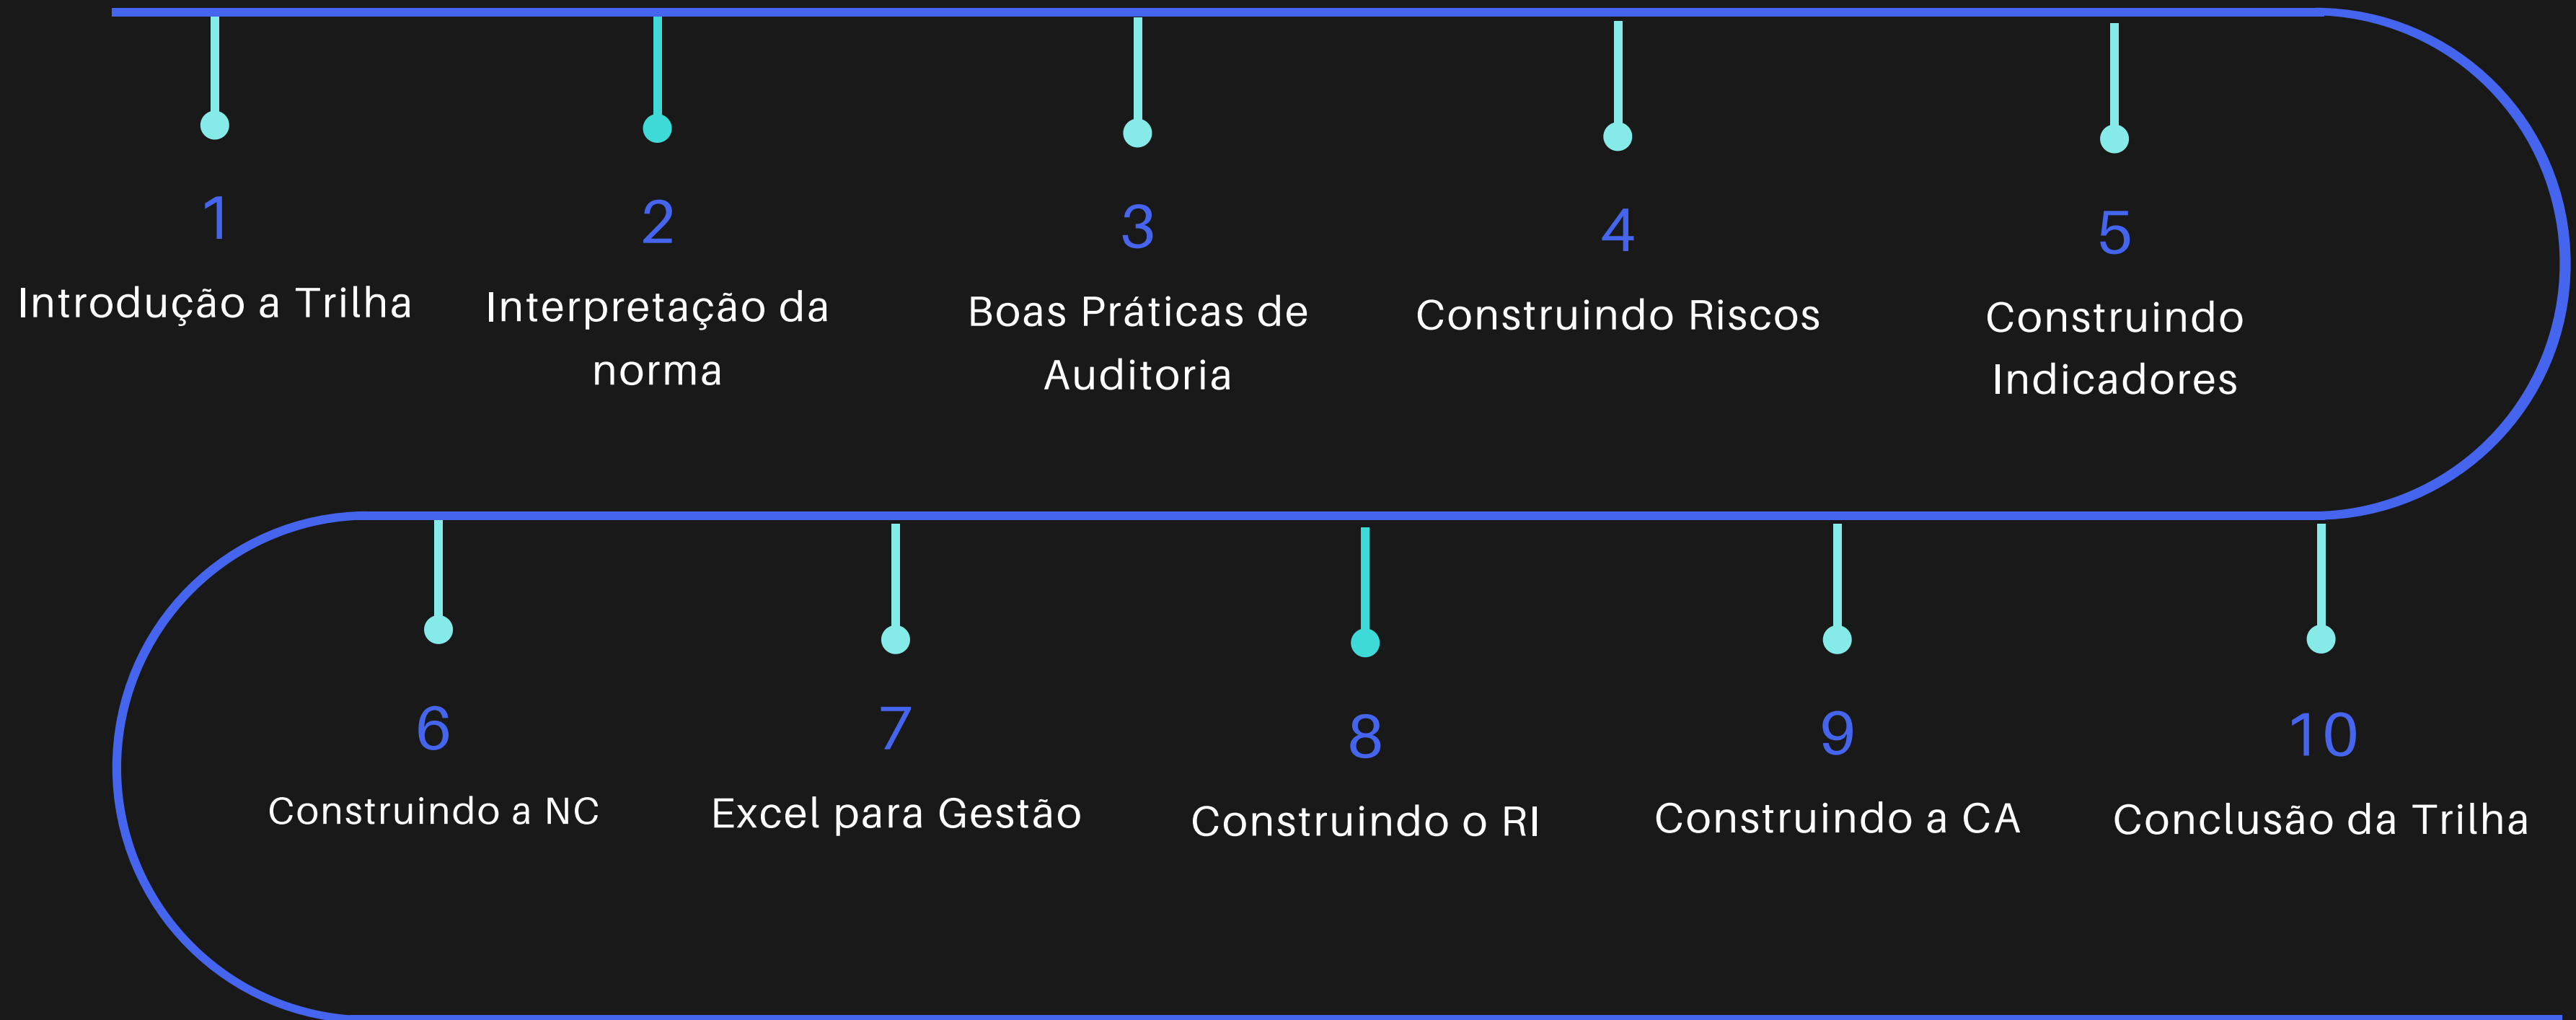 1
Introdução a Trilha
2
Interpretação da
norma
3
Boas Práticas de
Auditoria
4
Construindo Riscos
5
Construindo
Indicadores
6
Construindo a NC
7
Excel para Gestão
8
Construindo o RI
9
Construindo a CA
10
Conclusão da Trilha